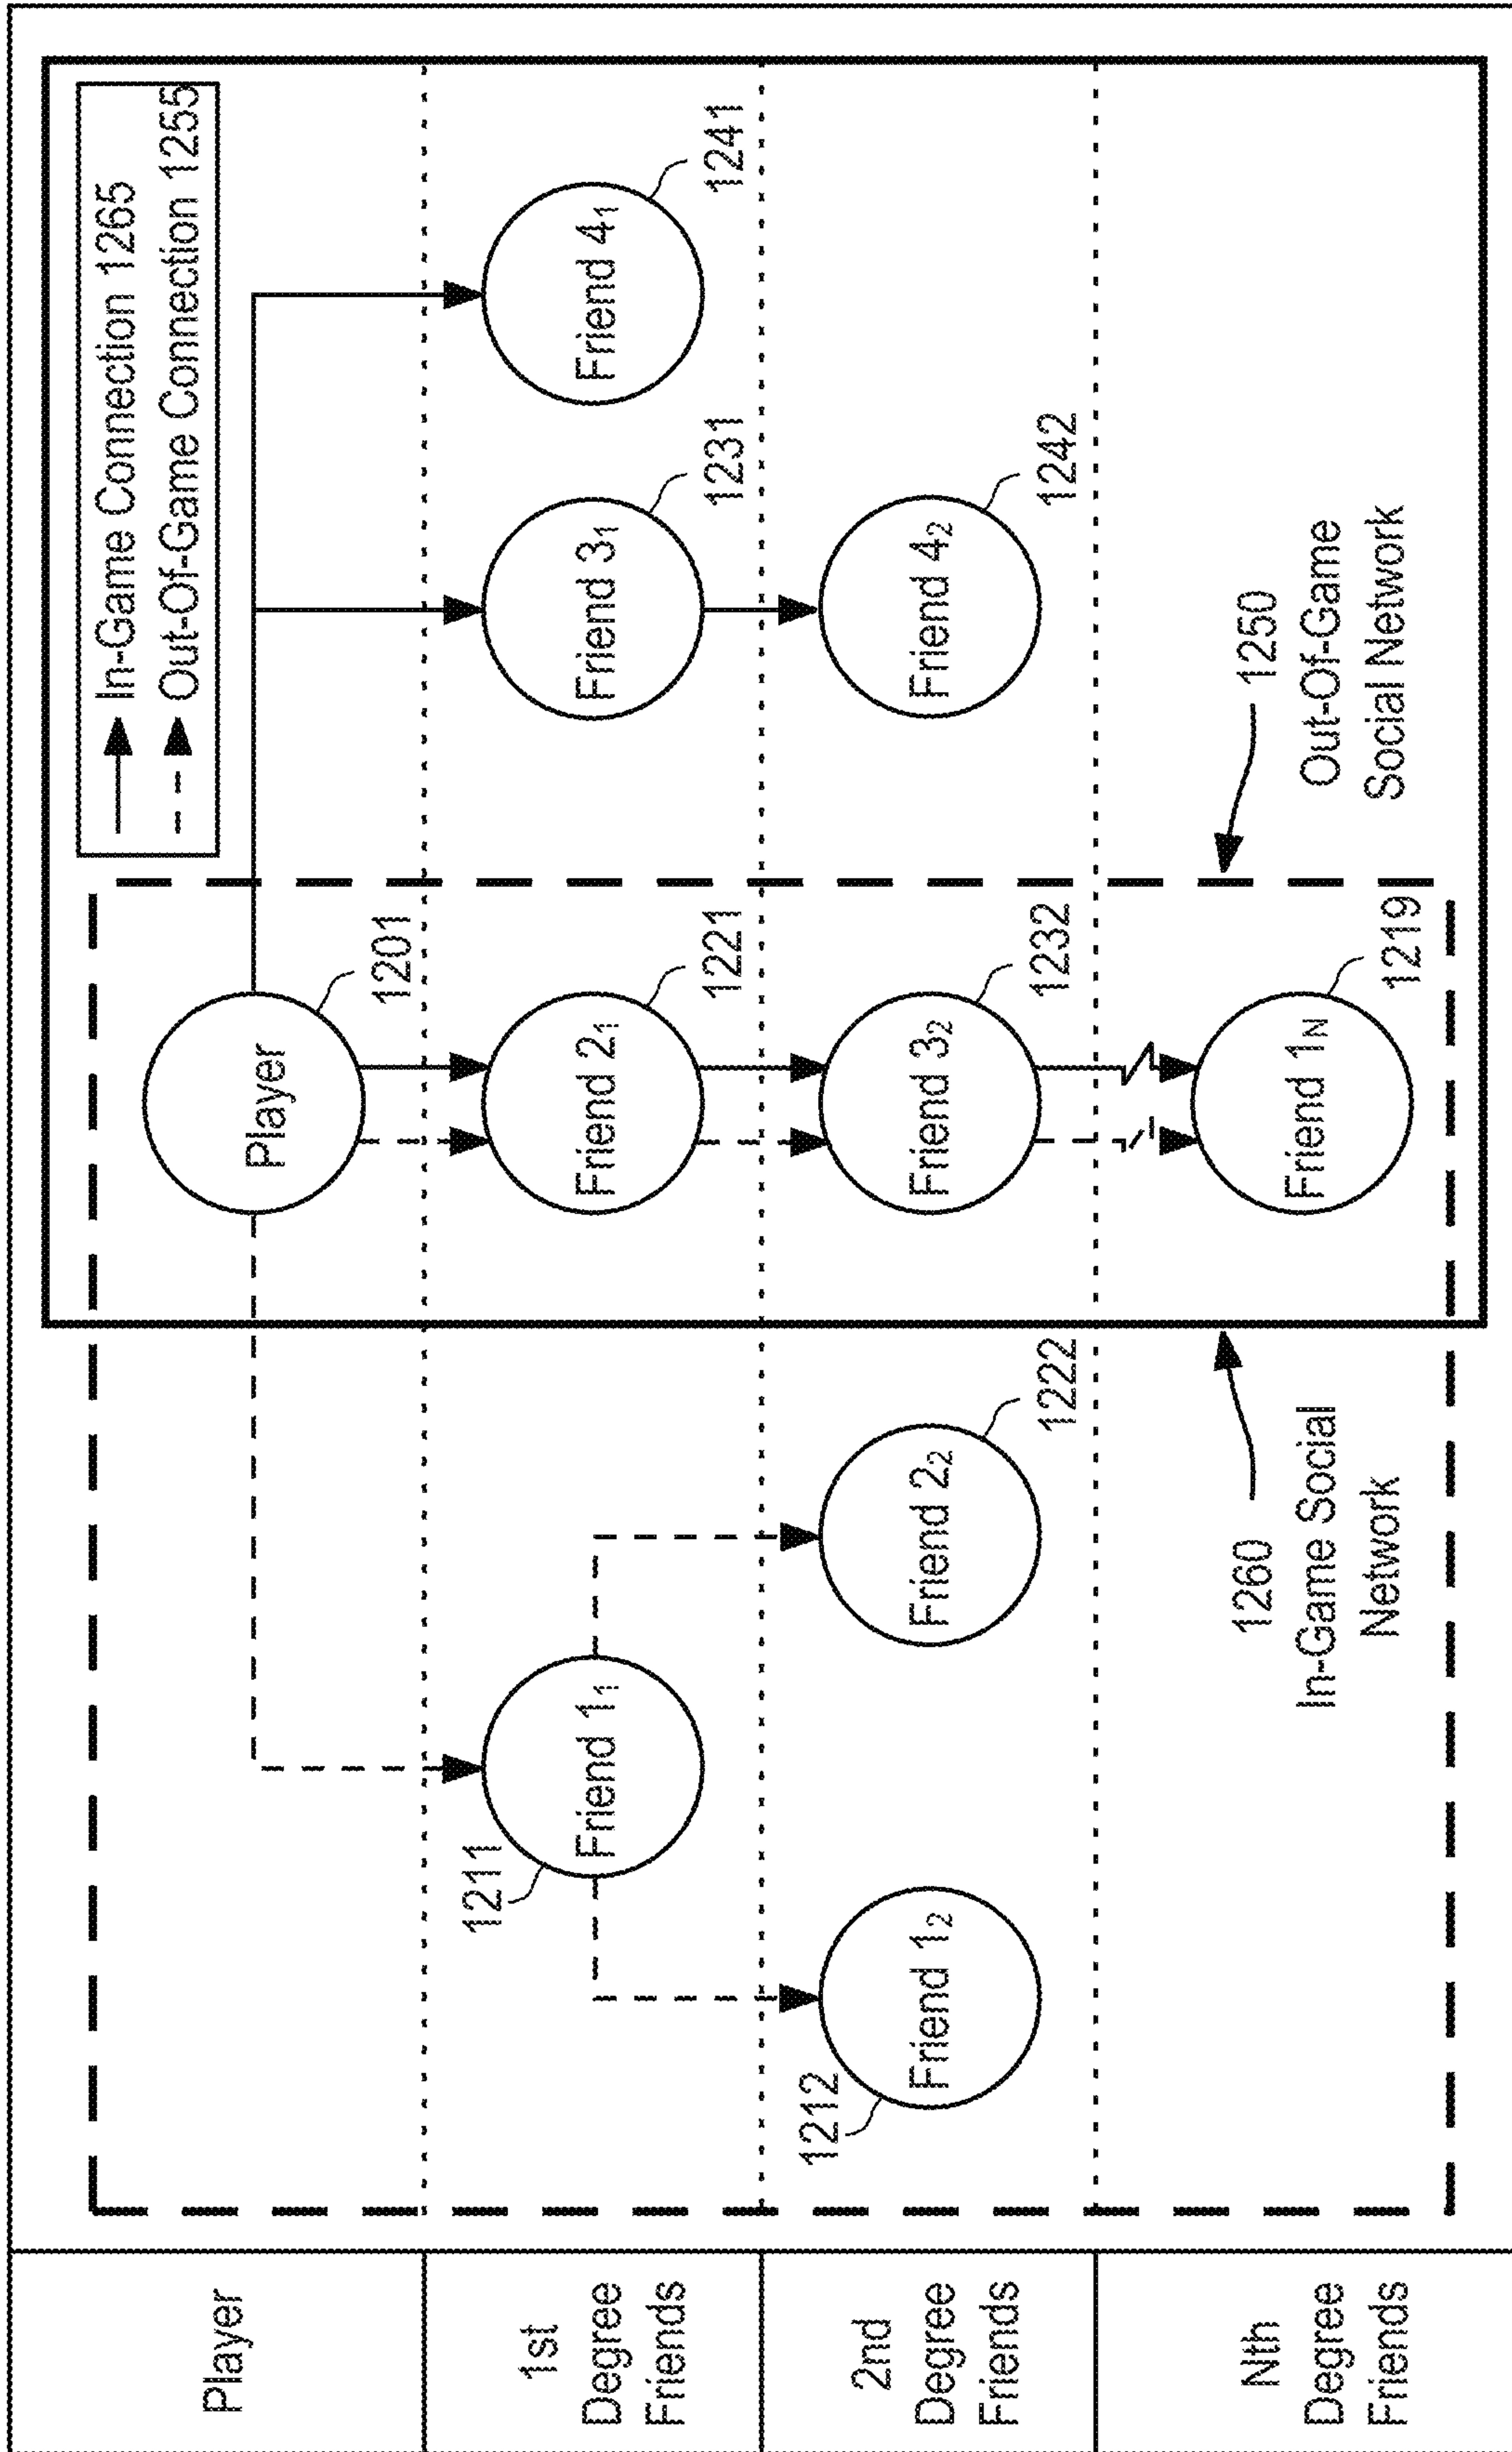 In-Game Connection 1265
Out-Of-Game Connection 1255
Player
Player
1201
1st
Degree
Friends
1211
Friend 1₁
Friend 2₁
1221
Friend 3₁
1231
Friend 4₁
1241
2nd
Degree
Friends
1212
Friend 1₂
Friend 2₂
1222
Friend 3₂
1232
Friend 4₂
1242
Nth
Degree
Friends
1260
In-Game Social
Network
Friend 1N
1219
1250
Out-Of-Game
Social Network